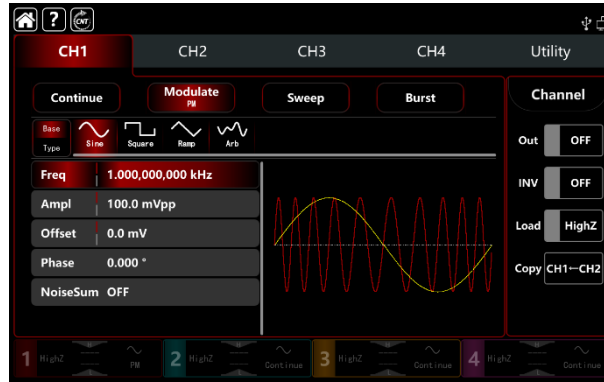 ? CNT
CH1 CH2 CH3 CH4 Utility
Continue Modulate Sweep Burst Channel
PM
Base
Type Sine Square Ramp Arb
Out OFF
Freq 1.000,000,000 kHz
INV OFF
Ampl 100.0 mVpp
Offset 0.0 mV
Load HighZ
Phase 0.000 °
Copy CH1←CH2
NoiseSum OFF
1 HighZ PM 2 HighZ Continue 3 HighZ Continue 4 HighZ Continue